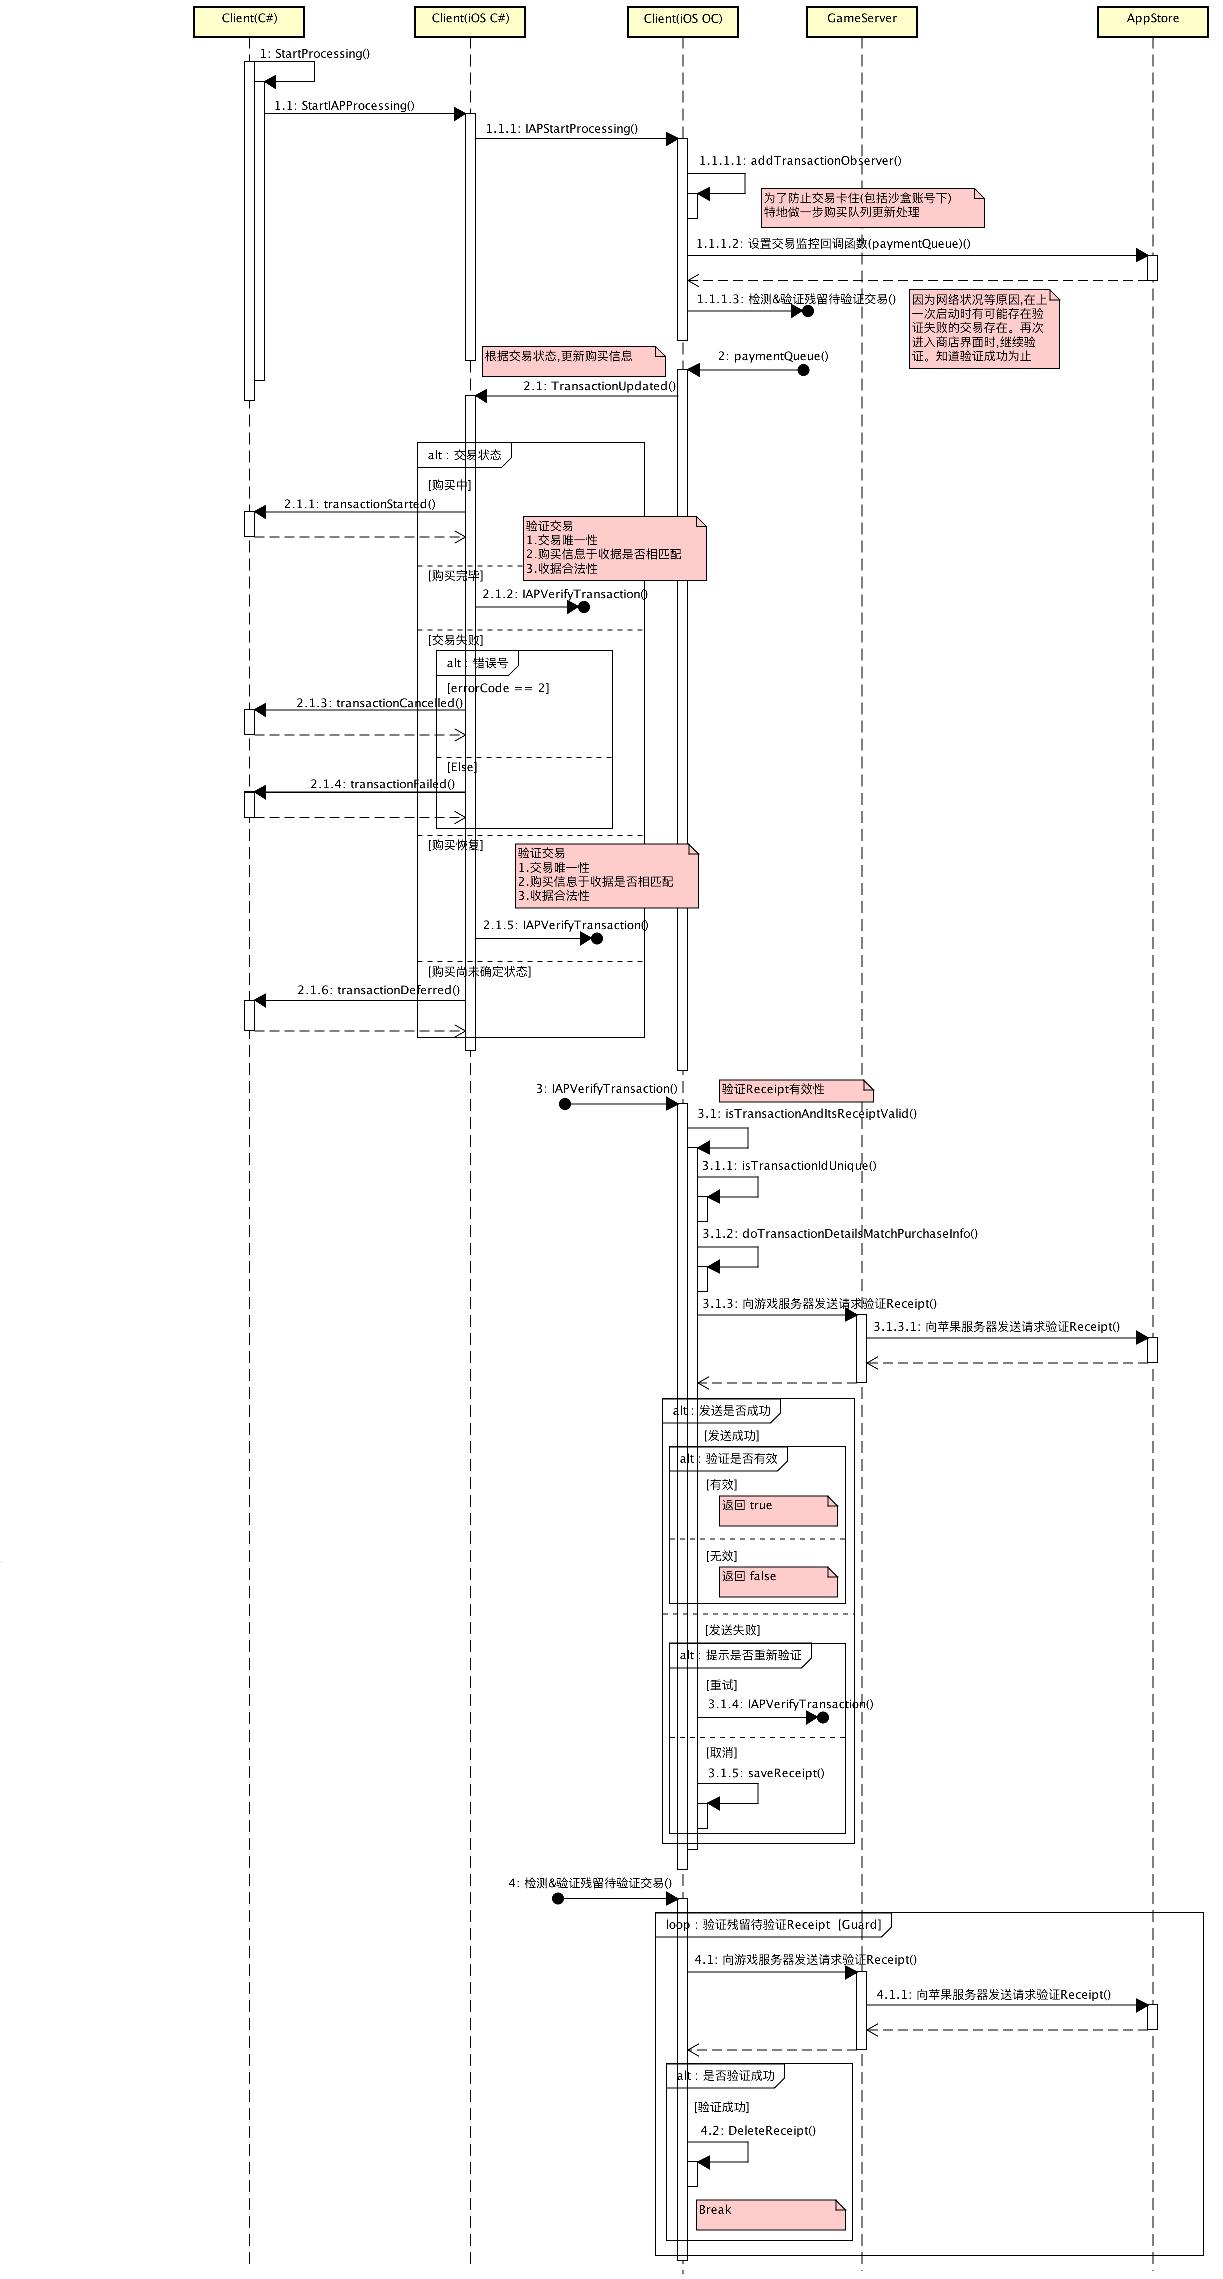 Client(C#)
Client(iOS C#)
Client(iOS OC)
GameServer
AppStore
1: StartProcessing()
1.1: StartIAPProcessing()
1.1.1: IAPStartProcessing()
1.1.1.1: addTransactionObserver()
为了防止交易卡住(包括沙盒账号下)
特地做一步购买队列更新处理
1.1.1.2: 设置交易监控回调函数(paymentQueue)()
1.1.1.3: 检测&验证残留待验证交易()
因为网络状况等原因,在上
一次启动时有可能存在验
证失败的交易存在。再次
进入商店界面时,继续验
证。知道验证成功为止
根据交易状态,更新购买信息
2: paymentQueue()
2.1: TransactionUpdated()
alt : 交易状态
[购买中]
2.1.1: transactionStarted()
验证交易
1.交易唯一性
2.购买信息于收据是否相匹配
3.收据合法性
[购买完毕]
2.1.2: IAPVerifyTransaction()
[交易失败]
alt : 错误号
[errorCode == 2]
2.1.3: transactionCancelled()
[Else]
2.1.4: transactionFailed()
[购买恢复]
验证交易
1.交易唯一性
2.购买信息于收据是否相匹配
3.收据合法性
2.1.5: IAPVerifyTransaction()
[购买尚未确定状态]
2.1.6: transactionDeferred()
3: IAPVerifyTransaction()
验证Receipt有效性
3.1: isTransactionAndItsReceiptValid()
3.1.1: isTransactionIdUnique()
3.1.2: doTransactionDetailsMatchPurchaseInfo()
3.1.3: 向游戏服务器发送请求验证Receipt()
3.1.3.1: 向苹果服务器发送请求验证Receipt()
alt : 发送是否成功
[发送成功]
alt : 验证是否有效
[有效]
返回 true
[无效]
返回 false
[发送失败]
alt : 提示是否重新验证
[重试]
3.1.4: IAPVerifyTransaction()
[取消]
3.1.5: saveReceipt()
4: 检测&验证残留待验证交易()
loop : 验证残留待验证Receipt [Guard]
4.1: 向游戏服务器发送请求验证Receipt()
4.1.1: 向苹果服务器发送请求验证Receipt()
alt : 是否验证成功
[验证成功]
4.2: DeleteReceipt()
Break